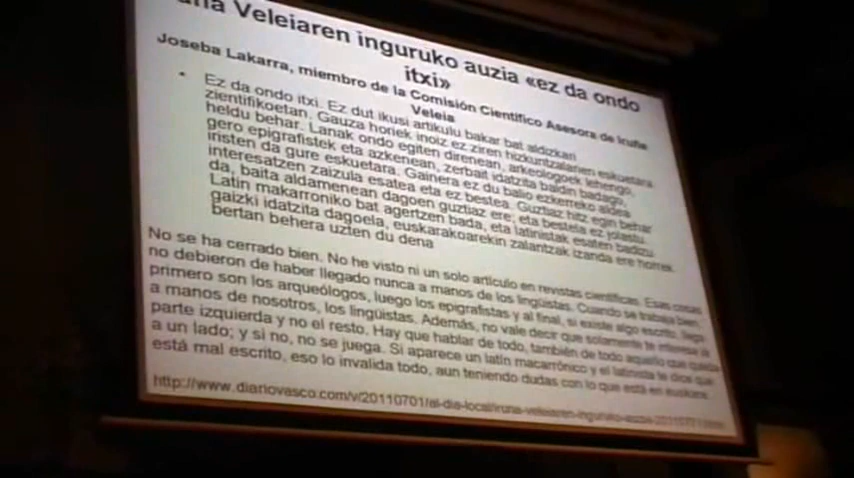 una Veleiaren inguruko auzia «ez da ondo
itxi»
Joseba Lakarra, miembro de la Comisión Científico Asesora de Iruña
Veleia
• Ez da ondo itxi. Ez dut ikusi artikulu bakar bat aldizkari
zientifikoetan. Gauza horiek inoiz ez ziren hizkuntzalarien eskuetara
heldu behar. Lanak ondo egiten direnean, arkeologoek lehengo,
gero epigrafistek eta azkenean, zerbait idatzita baldin badago,
iristen da gure eskuetara. Gainera ez du balio ezkerreko aldea
interesatzen zaizula esatea eta ez bestea. Guztiaz hitz egin behar
da, baita aldamenean dagoen guztiaz ere; eta bestela ez jolastu.
Latin makarroniko bat agertzen bada, eta latinistak esaten badizu
gaizki idatzita dagoela, euskarakoarekin zalantzak izanda ere horrek
bertan behera uzten du dena
No se ha cerrado bien. No he visto ni un solo artículo en revistas científicas. Esas cosas
no debieron de haber llegado nunca a manos de los lingüistas. Cuando se trabaja bien,
primero son los arqueólogos, luego los epigrafistas y al final, si existe algo escrito, llega
a manos de nosotros, los lingüistas. Además, no vale decir que solamente te interesa la
parte izquierda y no el resto. Hay que hablar de todo, también de todo aquello que queda
a un lado; y si no, no se juega. Si aparece un latín macarrónico y el latinista te dice que
está mal escrito, eso lo invalida todo, aun teniendo dudas con lo que está en euskara.
http://www.diariovasco.com/v/20110701/al-dia-local/iruna-veleiaren-inguruko-auzia-